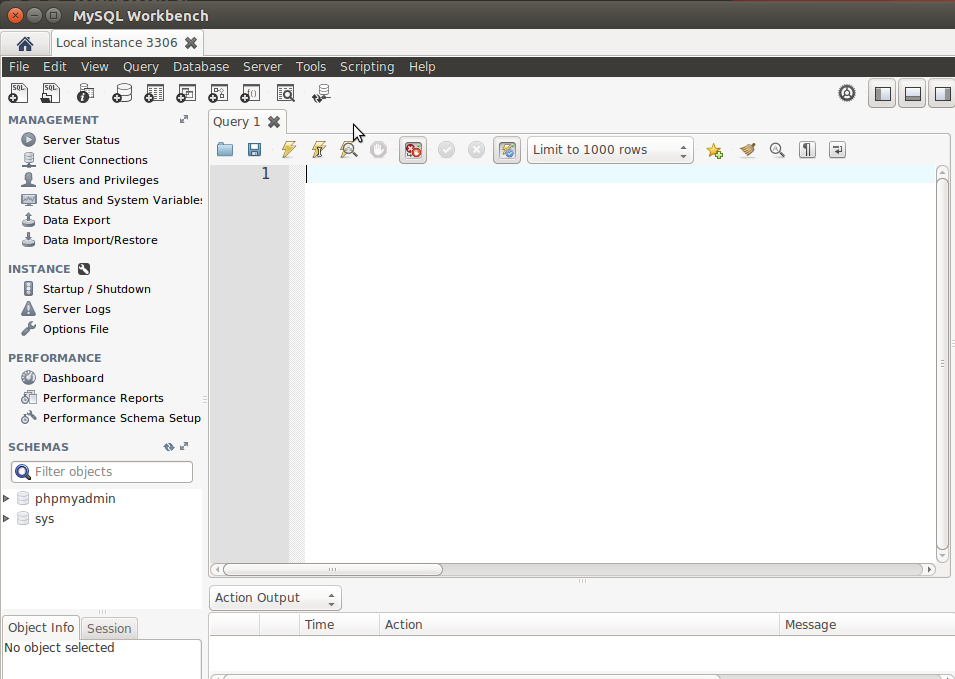 MySQL Workbench
Local instance 3306
File Edit View Query Database Server Tools Scripting Help
MANAGEMENT
Server Status
Client Connections
Users and Privileges
Status and System Variables
Data Export
Data Import/Restore
INSTANCE
Startup / Shutdown
Server Logs
Options File
PERFORMANCE
Dashboard
Performance Reports
Performance Schema Setup
SCHEMAS
Filter objects
phpmyadmin
sys
Object Info Session
No object selected
Query 1
Limit to 1000 rows
1
Action Output
Time Action Message